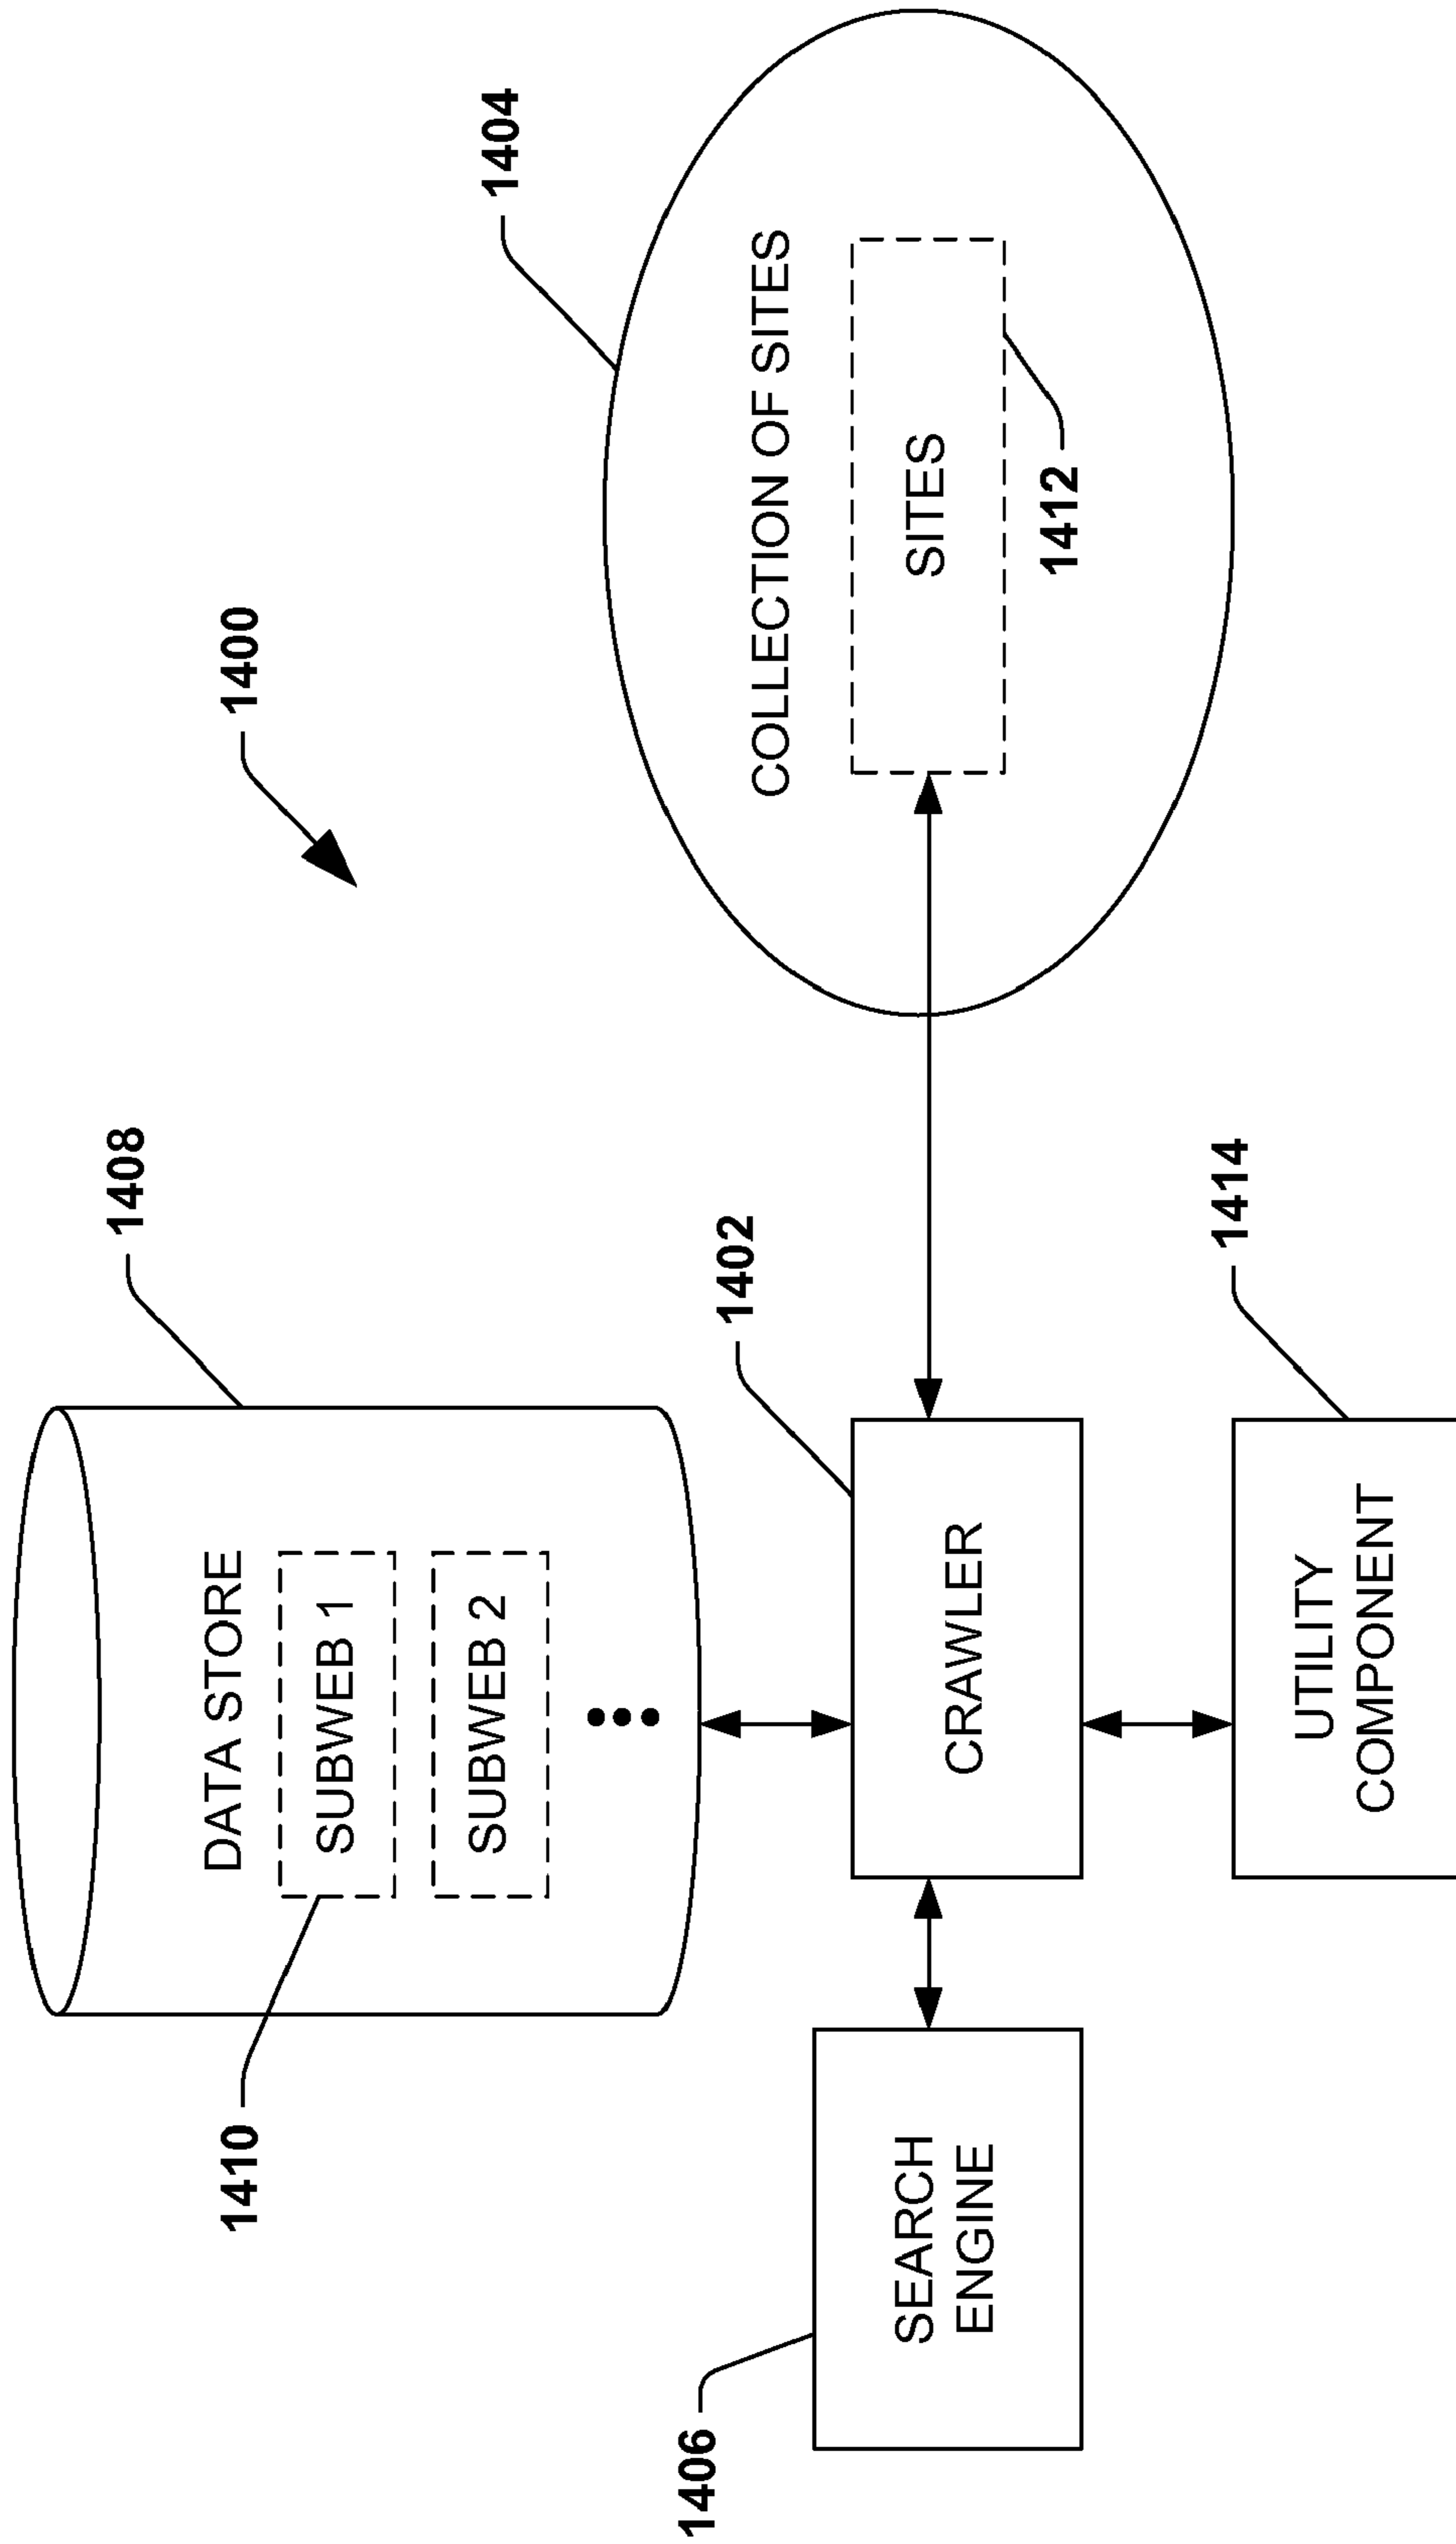 1400
1408
DATA STORE
SUBWEB 1
SUBWEB 2
1410
1404
COLLECTION OF SITES
SITES
1412
1402
CRAWLER
1406
SEARCH
ENGINE
1414
UTILITY
COMPONENT